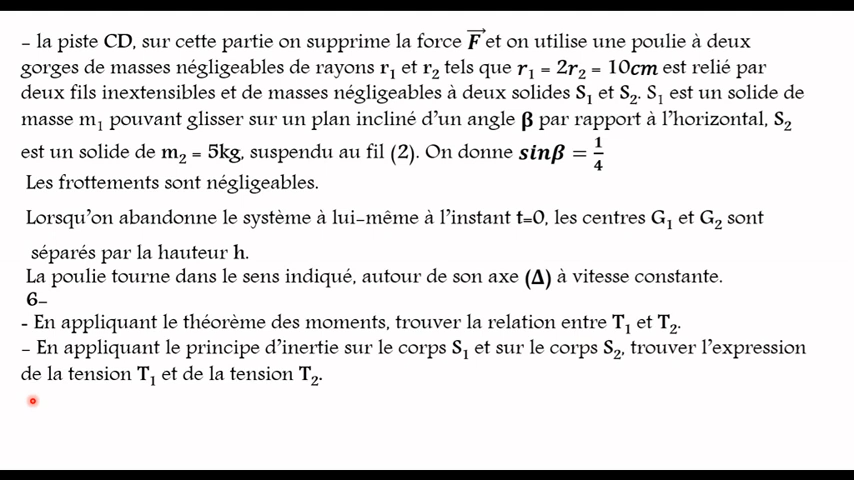 – la piste CD, sur cette partie on supprime la force F⃗ et on utilise une poulie à deux
gorges de masses négligeables de rayons r₁ et r₂ tels que r₁ = 2r₂ = 10cm est relié par
deux fils inextensibles et de masses négligeables à deux solides S₁ et S₂. S₁ est un solide de
masse m₁ pouvant glisser sur un plan incliné d'un angle β par rapport à l'horizontal, S₂
est un solide de m₂ = 5kg, suspendu au fil (2). On donne sinβ = 1/4
Les frottements sont négligeables.
Lorsqu'on abandonne le système à lui-même à l'instant t=0, les centres G₁ et G₂ sont
séparés par la hauteur h.
La poulie tourne dans le sens indiqué, autour de son axe (Δ) à vitesse constante.
6–
- En appliquant le théorème des moments, trouver la relation entre T₁ et T₂.
– En appliquant le principe d'inertie sur le corps S₁ et sur le corps S₂, trouver l'expression
de la tension T₁ et de la tension T₂.